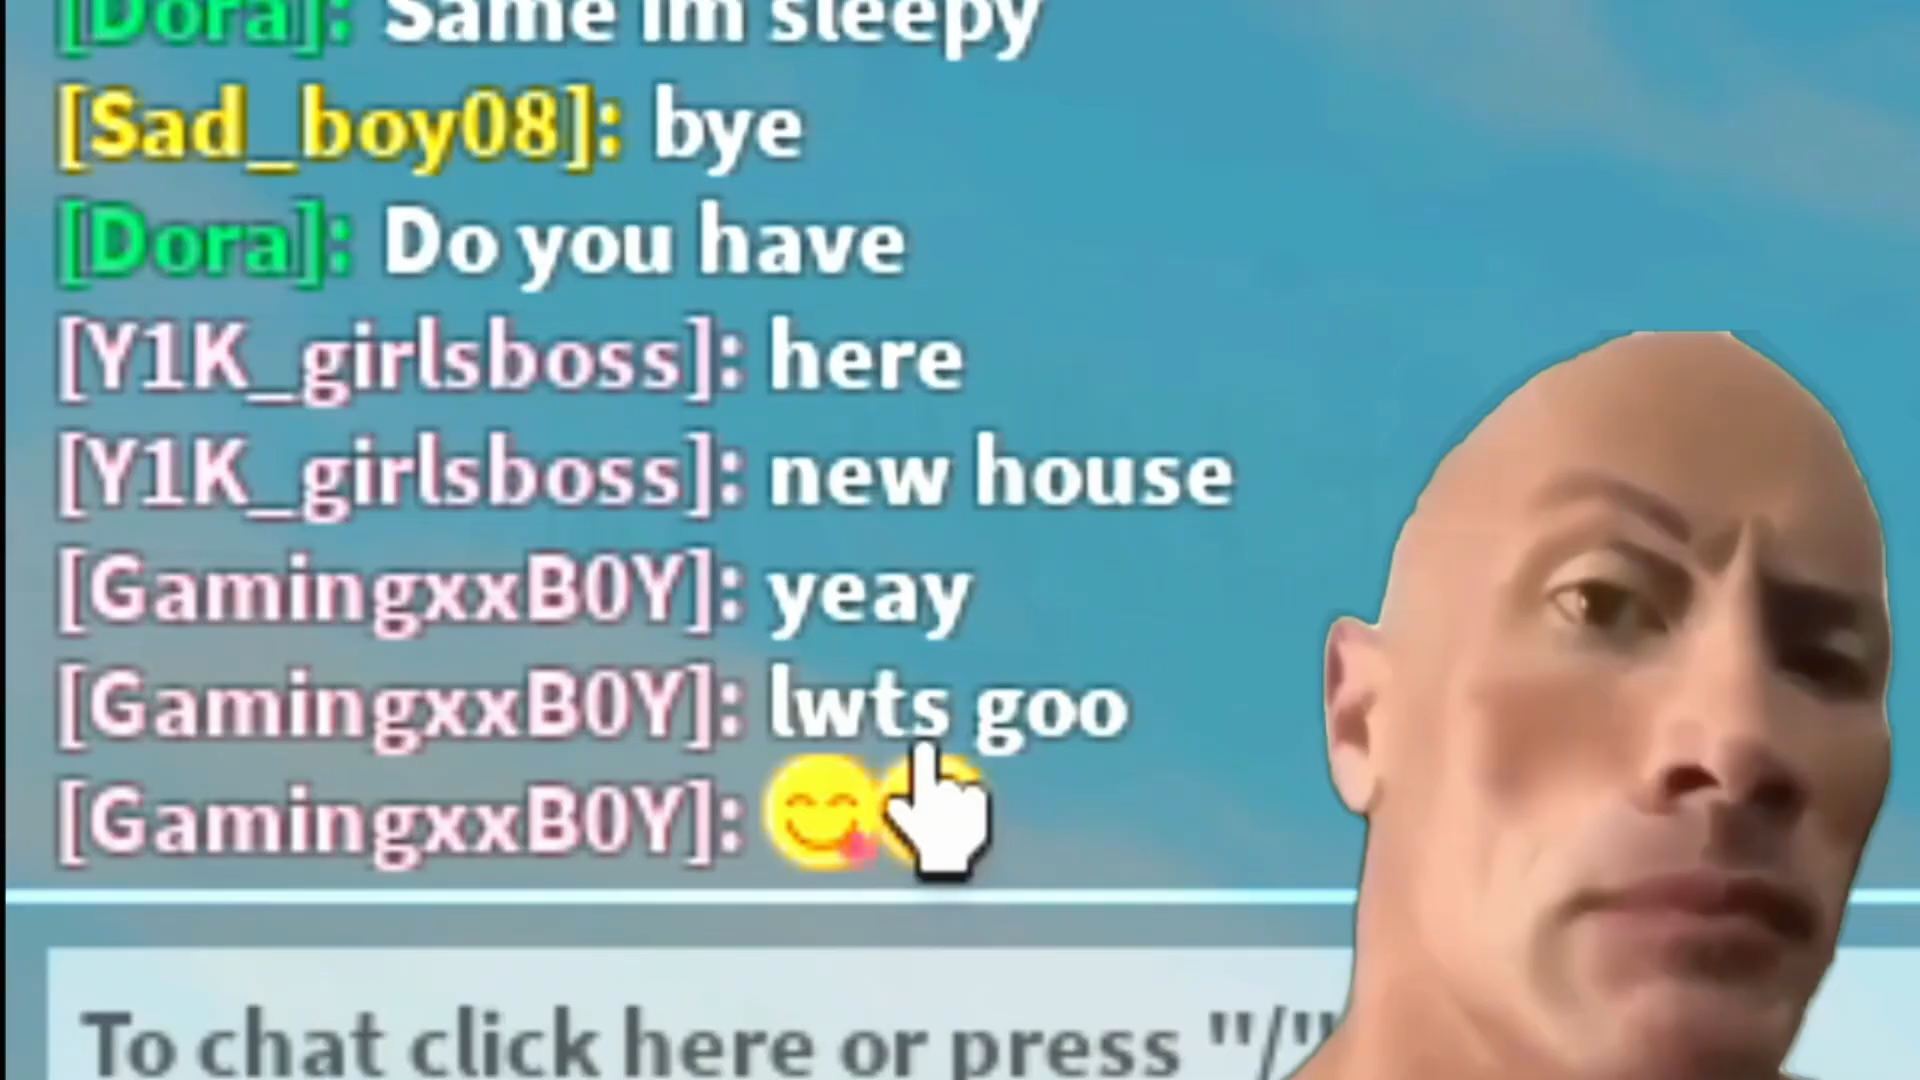 [Dora]: Same im sleepy
[Sad_boy08]: bye
[Dora]: Do you have
[Y1K_girlsboss]: here
[Y1K_girlsboss]: new house
[GamingxxB0Y]: yeay
[GamingxxB0Y]: lwts goo
[GamingxxB0Y]: 😋😋
To chat click here or press "/"